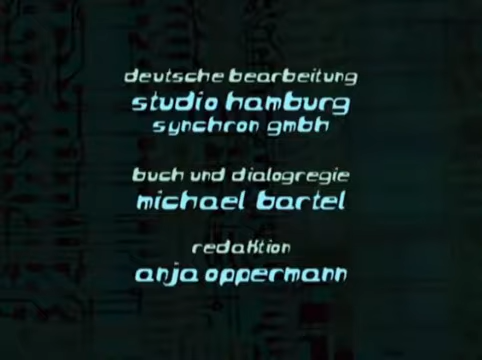 deutsche bearbeitung
studio hamburg
synchron gmbh
buch und dialogregie
michael bartel
redaktion
anja oppermann